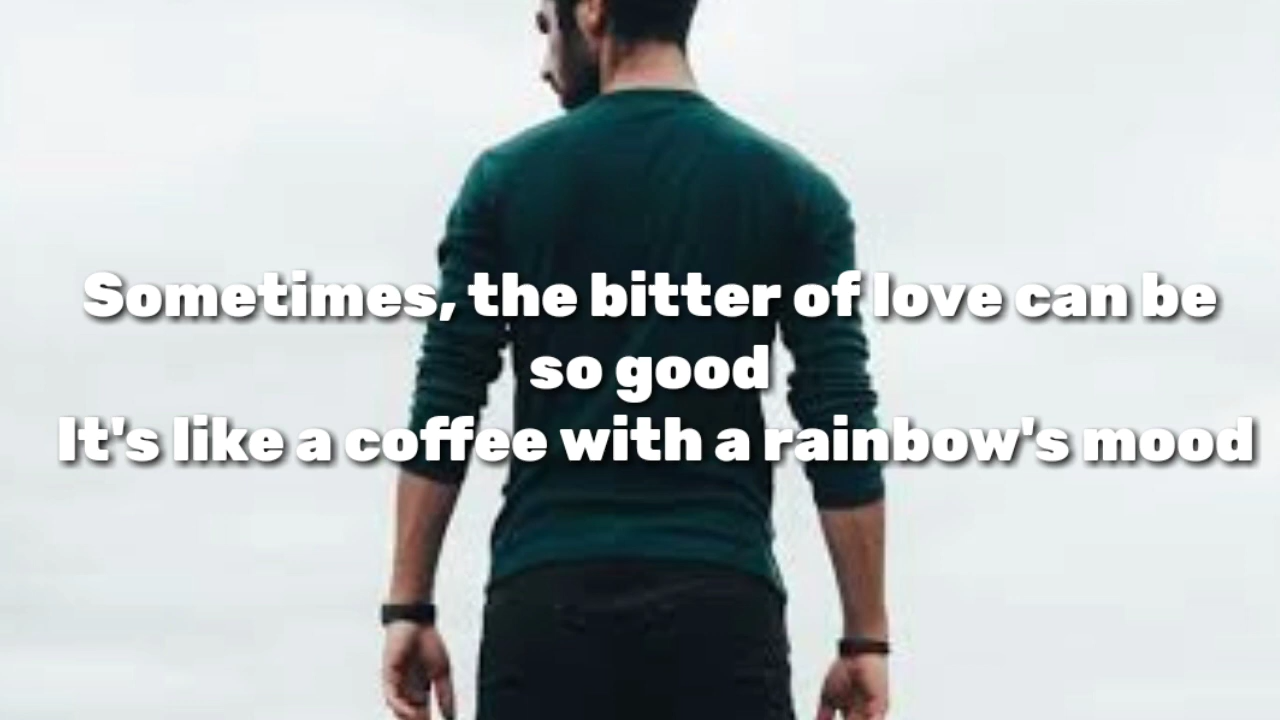 Sometimes, the bitter of love can be
so good
It's like a coffee with a rainbow's mood